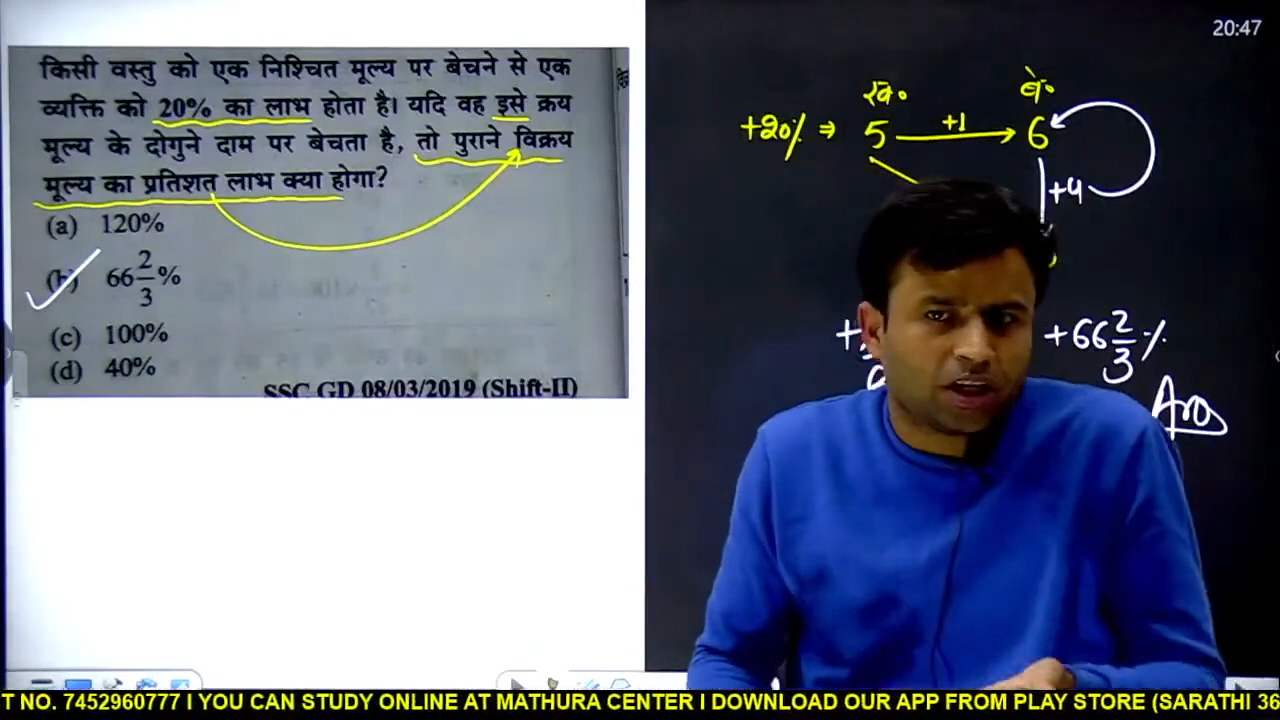 20:47
किसी वस्तु को एक निश्चित मूल्य पर बेचने से एक
व्यक्ति को 20% का लाभ होता है। यदि वह इसे क्रय
मूल्य के दोगुने दाम पर बेचता है, तो पुराने विक्रय
मूल्य का प्रतिशत लाभ क्या होगा?
(a) 120%
(b) 66 2/3 %
(c) 100%
(d) 40%
SSC GD 08/03/2019 (Shift-II)
ख॰ बे॰
+20% ⇒ 5 +1 6
+4
+66 2/3 %
Ans
T NO. 7452960777 I YOU CAN STUDY ONLINE AT MATHURA CENTER I DOWNLOAD OUR APP FROM PLAY STORE (SARATHI 36